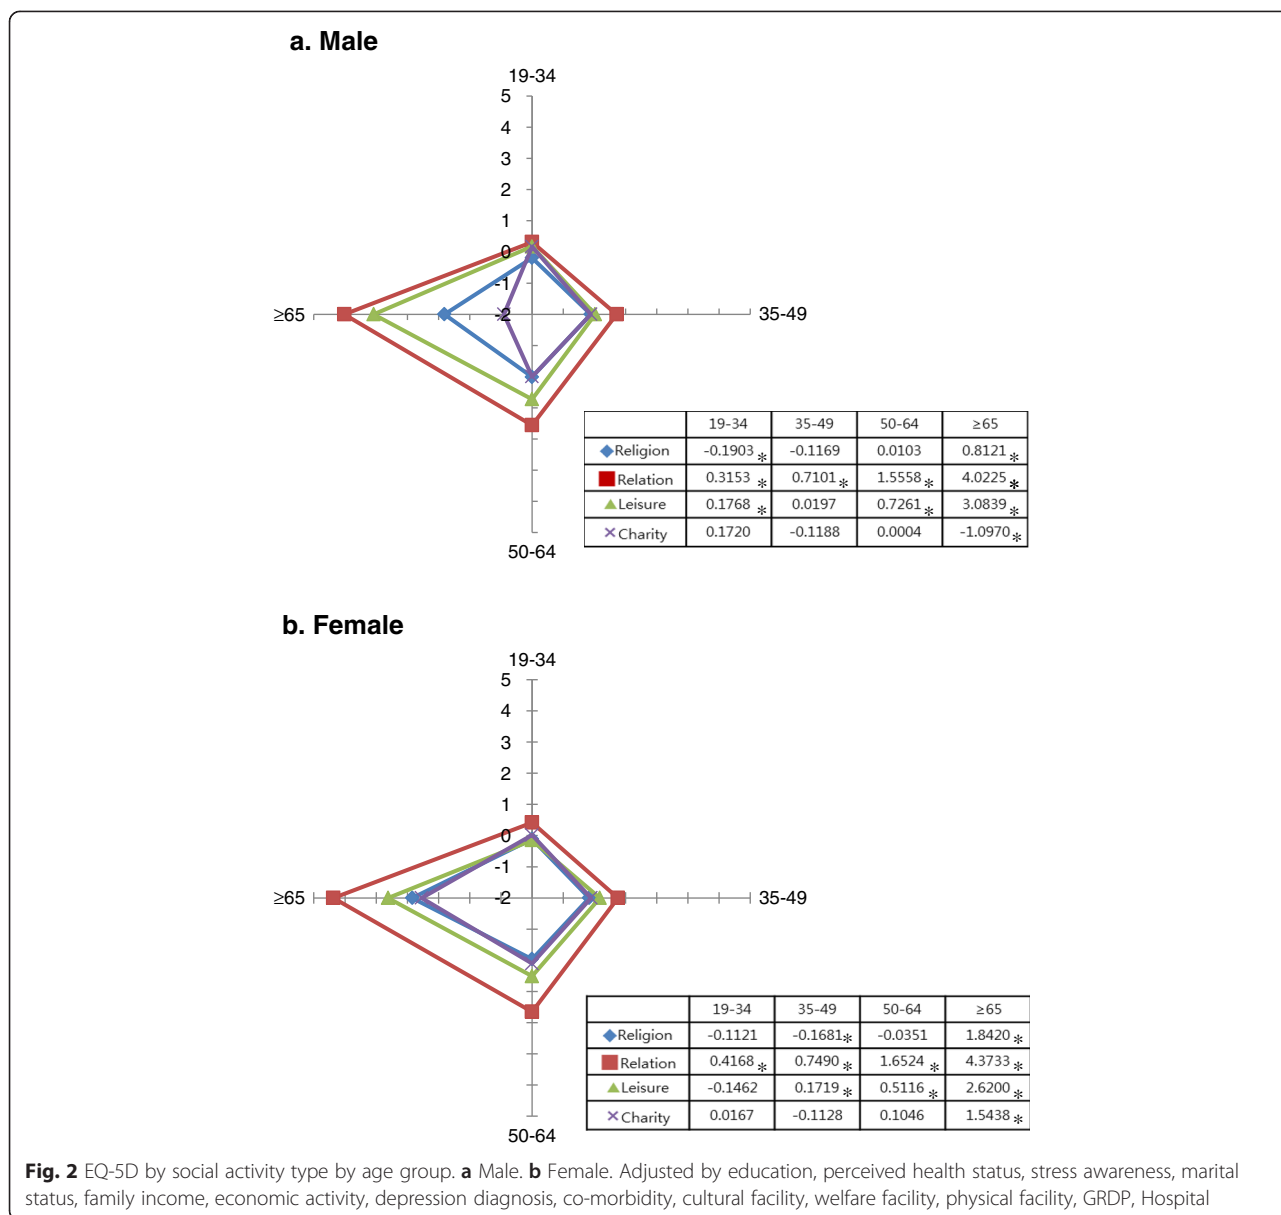 a. Male
19-34
5
4
3
2
1
0
-1
-2
≥65
35-49
50-64
19-34 35-49 50-64 ≥65
Religion -0.1903* -0.1169 0.0103 0.8121*
Relation 0.3153* 0.7101* 1.5558* 4.0225*
Leisure 0.1768* 0.0197 0.7261* 3.0839*
Charity 0.1720 -0.1188 0.0004 -1.0970*
b. Female
19-34
5
4
3
2
1
0
-1
-2
≥65
35-49
50-64
19-34 35-49 50-64 ≥65
Religion -0.1121 -0.1681* -0.0351 1.8420*
Relation 0.4168* 0.7490* 1.6524* 4.3733*
Leisure -0.1462 0.1719* 0.5116* 2.6200*
Charity 0.0167 -0.1128 0.1046 1.5438*
Fig. 2 EQ-5D by social activity type by age group. a Male. b Female. Adjusted by education, perceived health status, stress awareness, marital
status, family income, economic activity, depression diagnosis, co-morbidity, cultural facility, welfare facility, physical facility, GRDP, Hospital